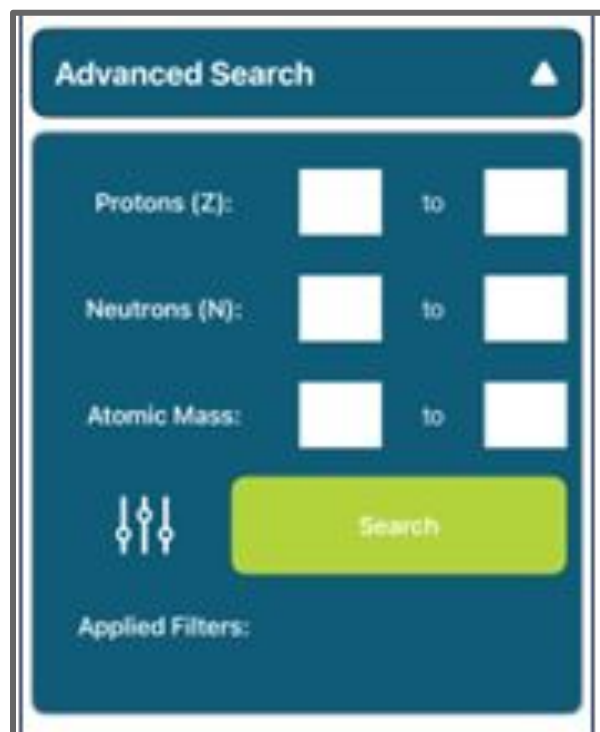 Advanced Search
Protons (Z): to
Neutrons (N): to
Atomic Mass: to
Search
Applied Filters: